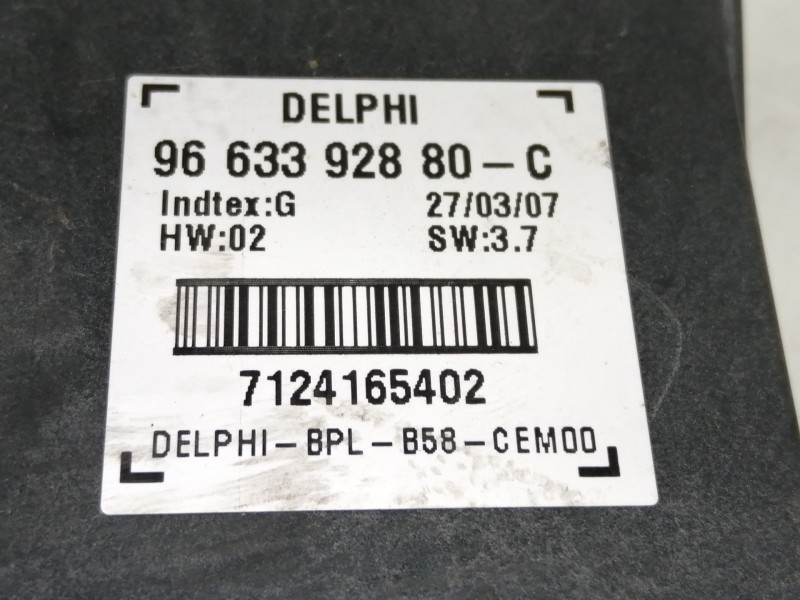 DELPHI
96 633 928 80-C
Indtex:G 27/03/07
HW:02 SW:3.7
7124165402
DELPHI-BPL-B58-CEM00